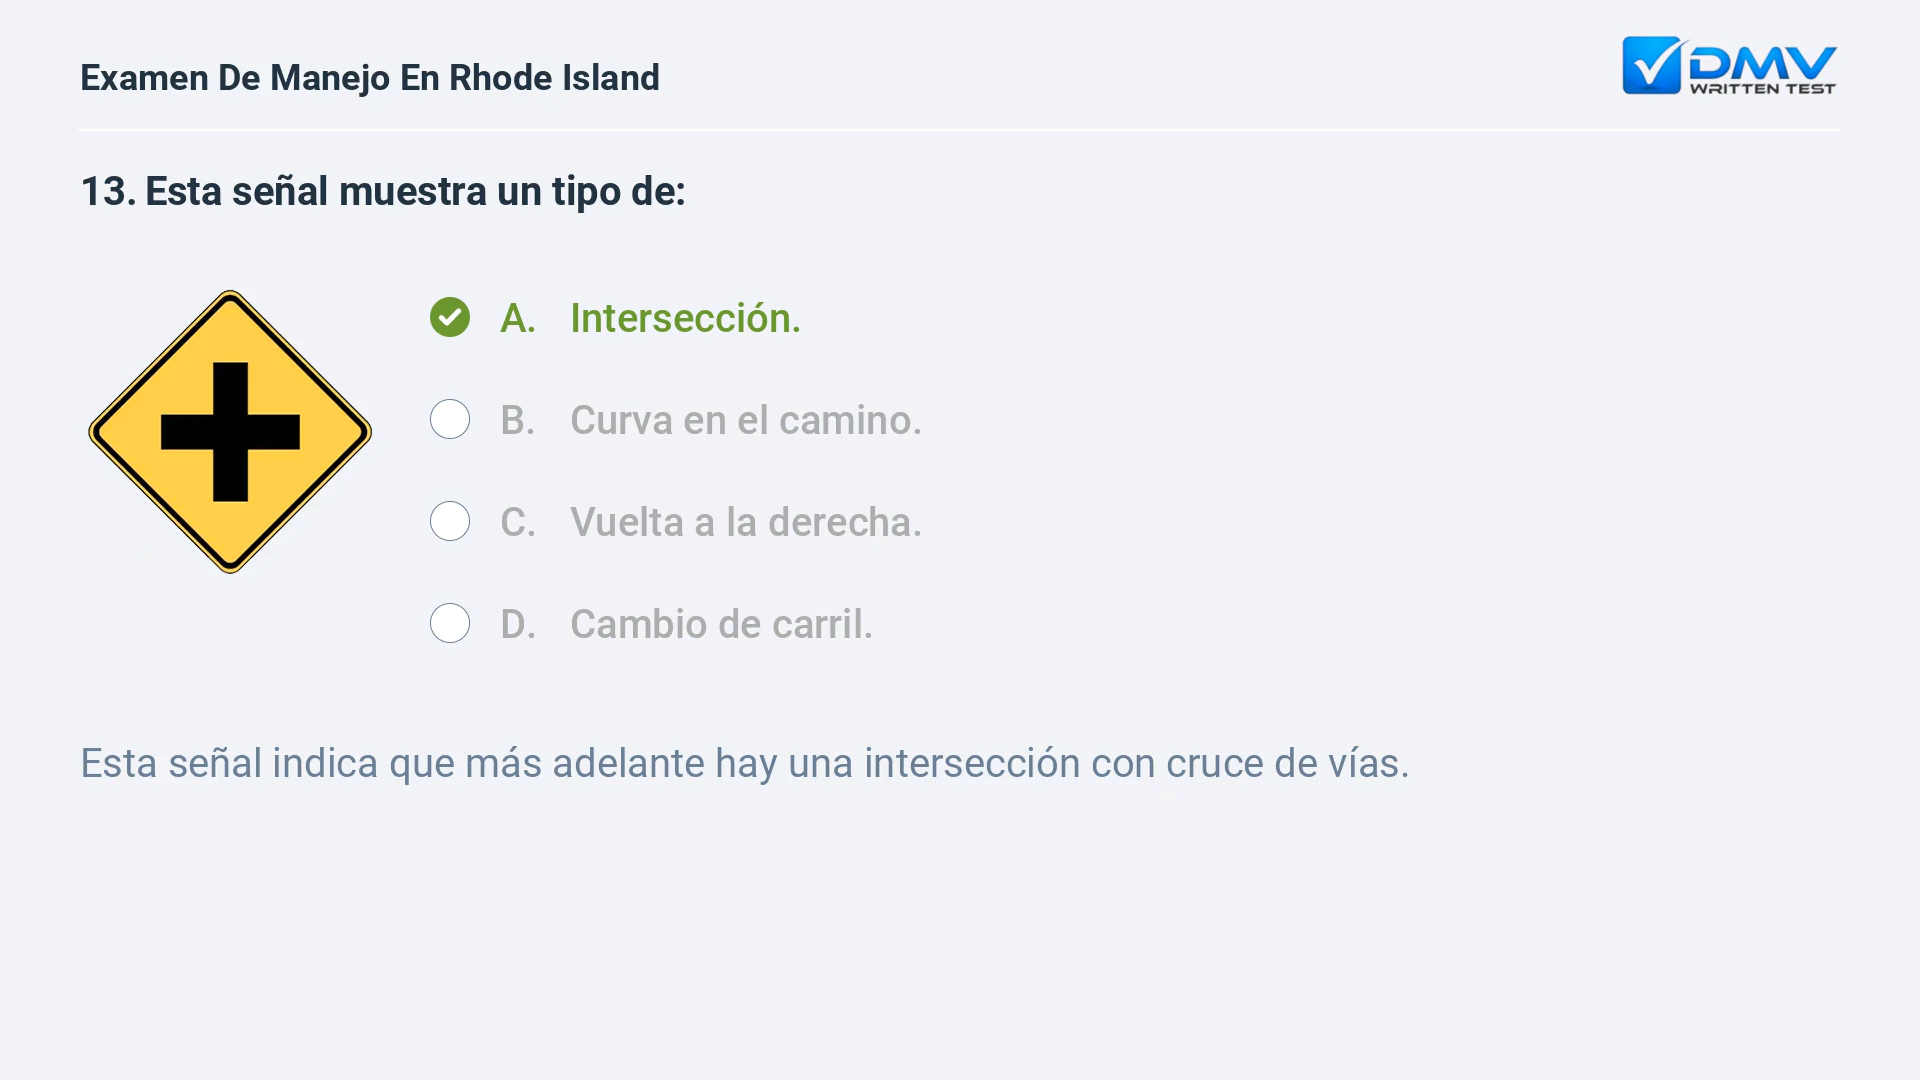 Examen De Manejo En Rhode Island
DMV
WRITTEN TEST
13. Esta señal muestra un tipo de:
A. Intersección.
B. Curva en el camino.
C. Vuelta a la derecha.
D. Cambio de carril.
Esta señal indica que más adelante hay una intersección con cruce de vías.